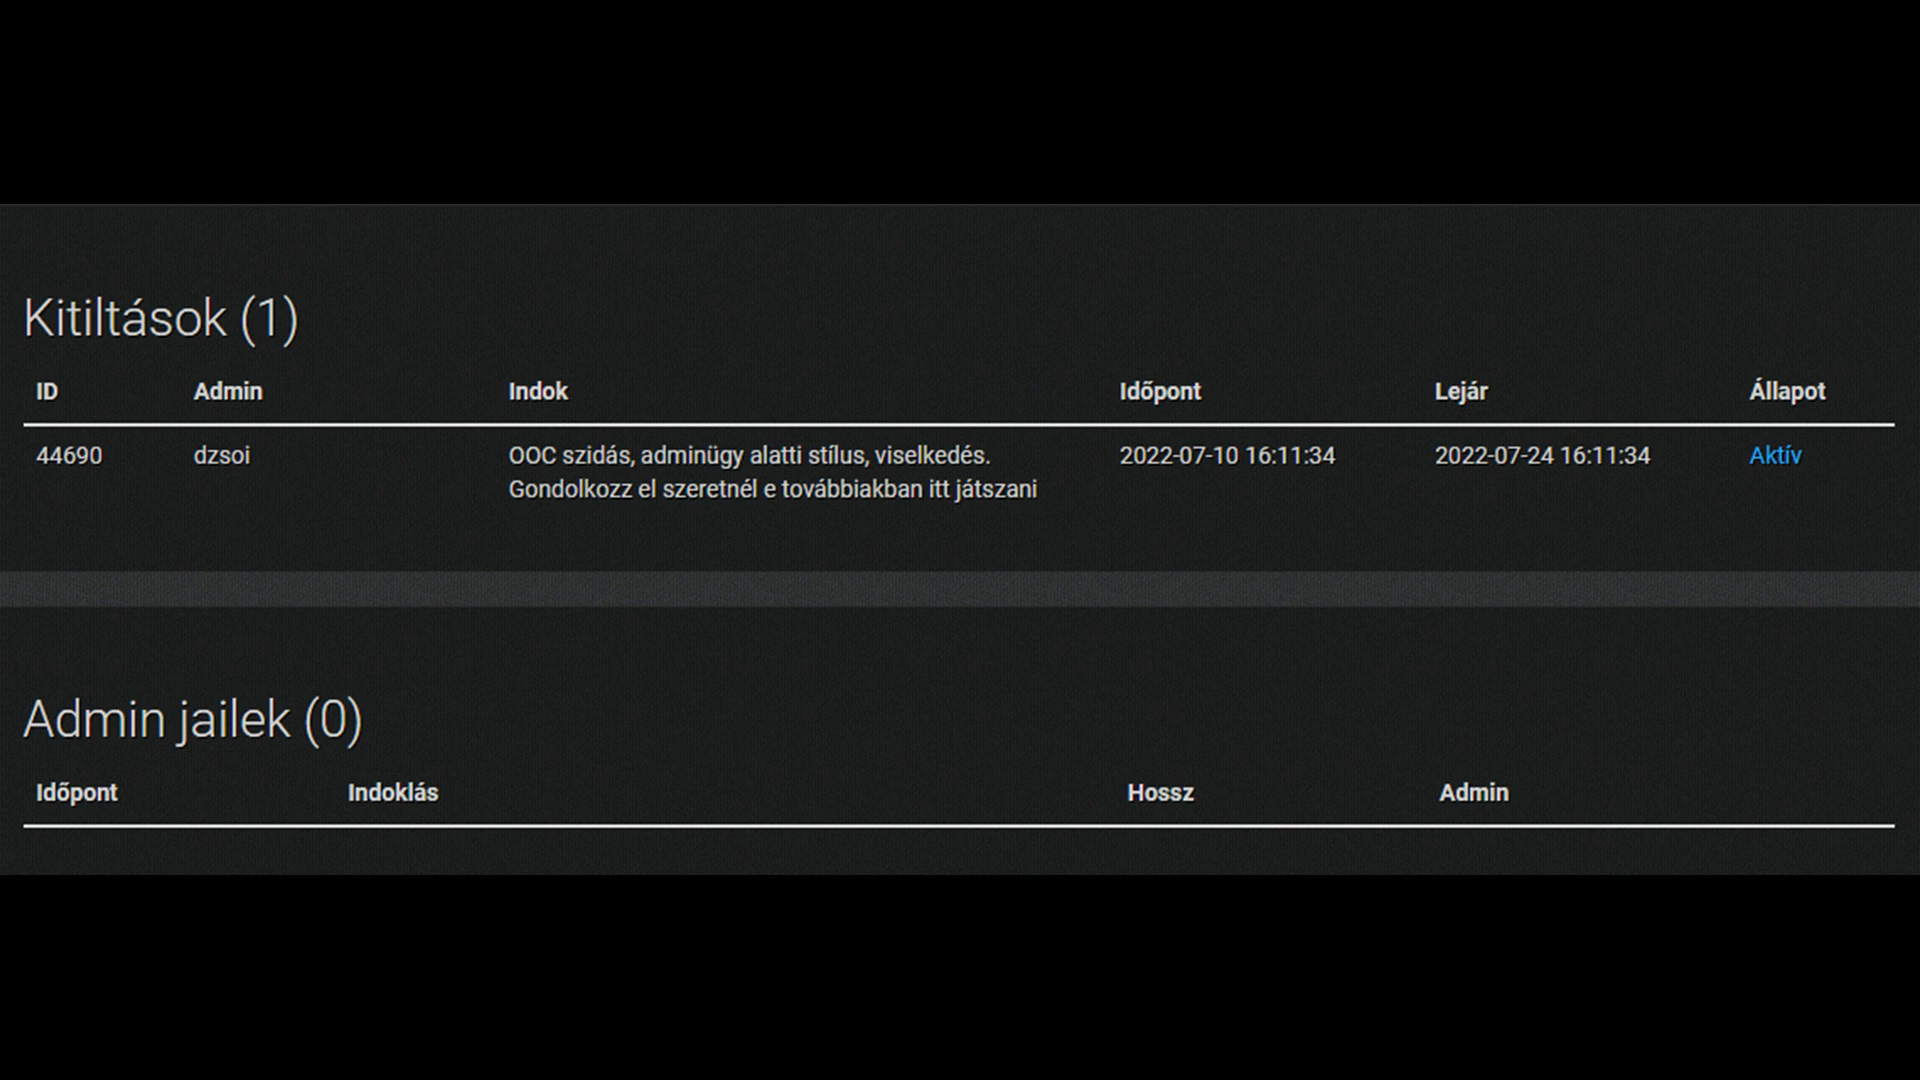 Kitiltások (1)
ID Admin Indok Időpont Lejár Állapot
44690 dzsoi OOC szidás, adminügy alatti stílus, viselkedés. 2022-07-10 16:11:34 2022-07-24 16:11:34 Aktív
Gondolkozz el szeretnél e továbbiakban itt játszani
Admin jailek (0)
Időpont Indoklás Hossz Admin